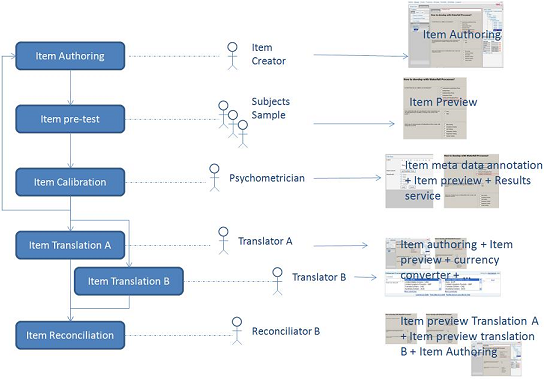 Item Authoring
Item
Creator
Item Authoring
Item pre-test
Subjects
Sample
Item Preview
Item Calibration
Psychometrician
Item meta data annotation
+ Item preview + Results
service
Item Translation A
Translator A
Item authoring + Item
preview + currency
converter +
Item Translation B
Translator B
Item Reconciliation
Reconciliator B
Item preview Translation A
+ Item preview translation
B + Item Authoring